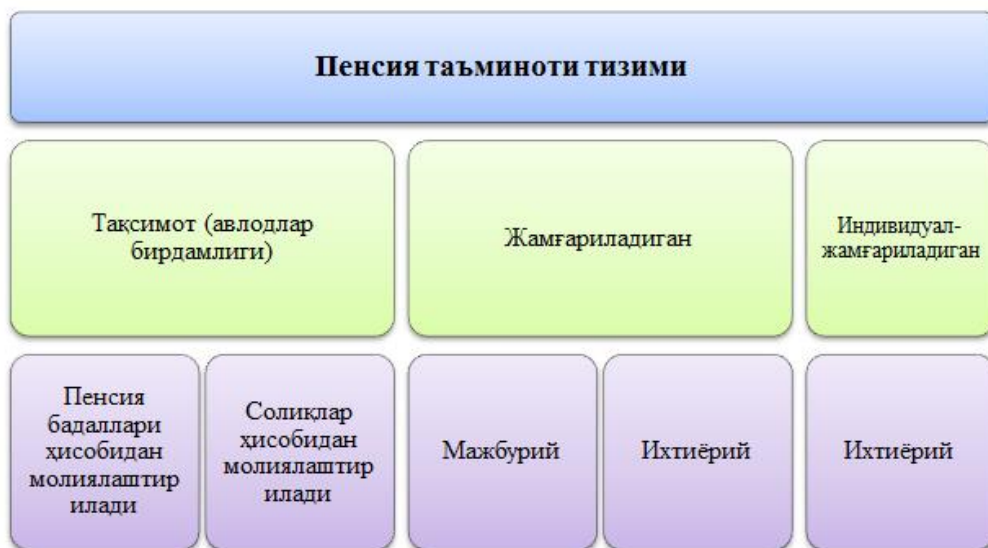 Пенсия таъминоти тизими
Тақсимот (авлодлар
бирдамлиги)
Жамғариладиган
Индивидуал-
жамғариладиган
Пенсия
бадаллари
ҳисобидан
молиялаштир
илади
Солиқлар
ҳисобидан
молиялаштир
илади
Мажбурий
Ихтиёрий
Ихтиёрий